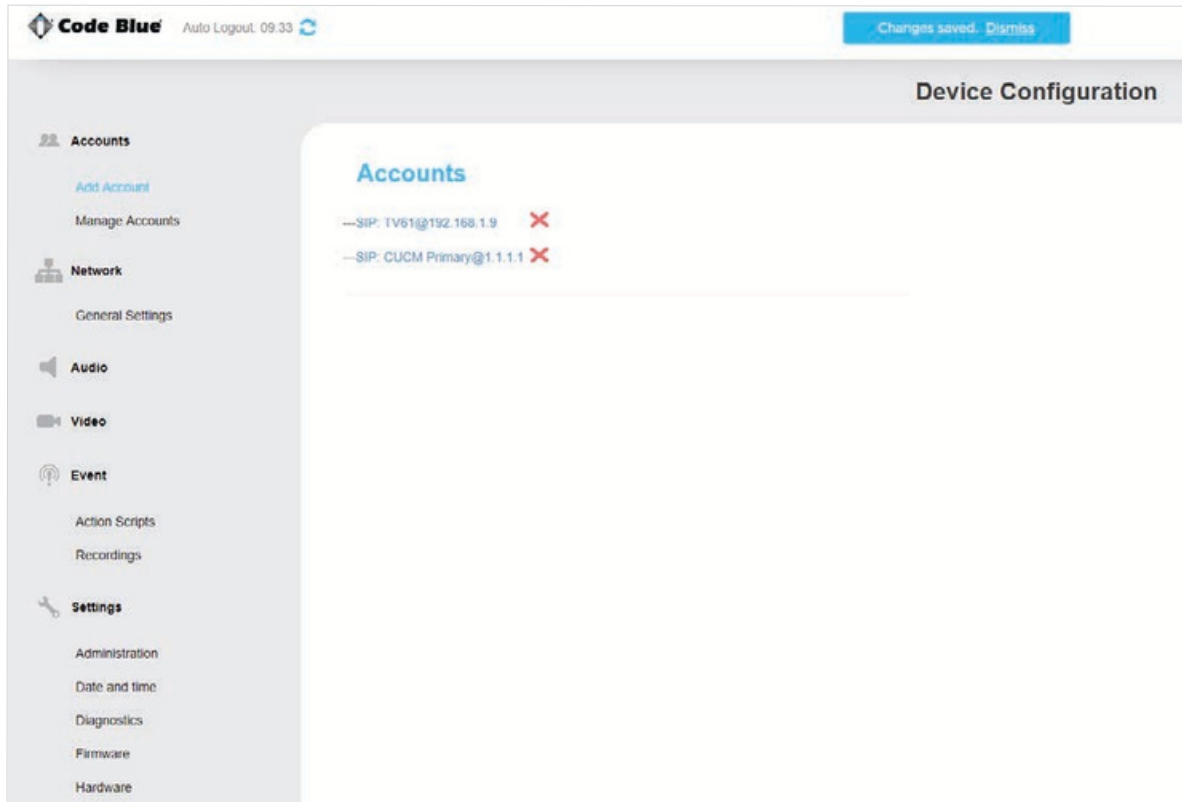 Code Blue Auto Logout: 09:33 Changes saved. Dismiss
Device Configuration
Accounts
Add Account
Manage Accounts
Network
General Settings
Audio
Video
Event
Action Scripts
Recordings
Settings
Administration
Date and time
Diagnostics
Firmware
Hardware
Accounts
---SIP: TV61@192.168.1.9
---SIP: CUCM Primary@1.1.1.1